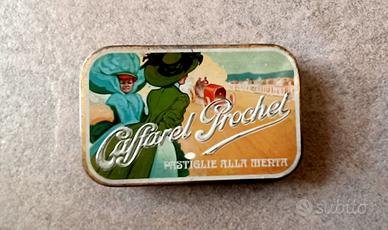 Caffarel Prochet
PASTIGLIE ALLA MENTA
subito